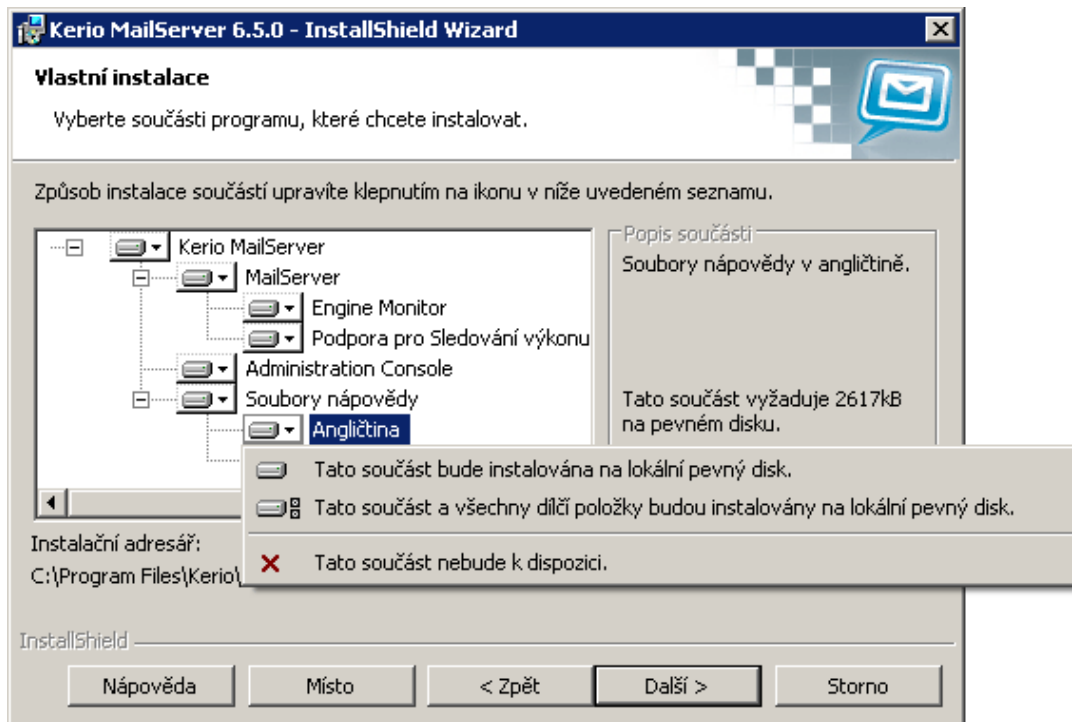 Kerio MailServer 6.5.0 - InstallShield Wizard
Vlastní instalace
Vyberte součásti programu, které chcete instalovat.
Způsob instalace součástí upravíte klepnutím na ikonu v níže uvedeném seznamu.
Kerio MailServer
MailServer
Engine Monitor
Podpora pro Sledování výkonu
Administration Console
Soubory nápovědy
Angličtina
Popis součásti
Soubory nápovědy v angličtině.
Tato součást vyžaduje 2617kB
na pevném disku.
Tato součást bude instalována na lokální pevný disk.
Tato součást a všechny dílčí položky budou instalovány na lokální pevný disk.
Tato součást nebude k dispozici.
Instalační adresář:
C:\Program Files\Kerio\
InstallShield
Nápověda
Místo
< Zpět
Další >
Storno